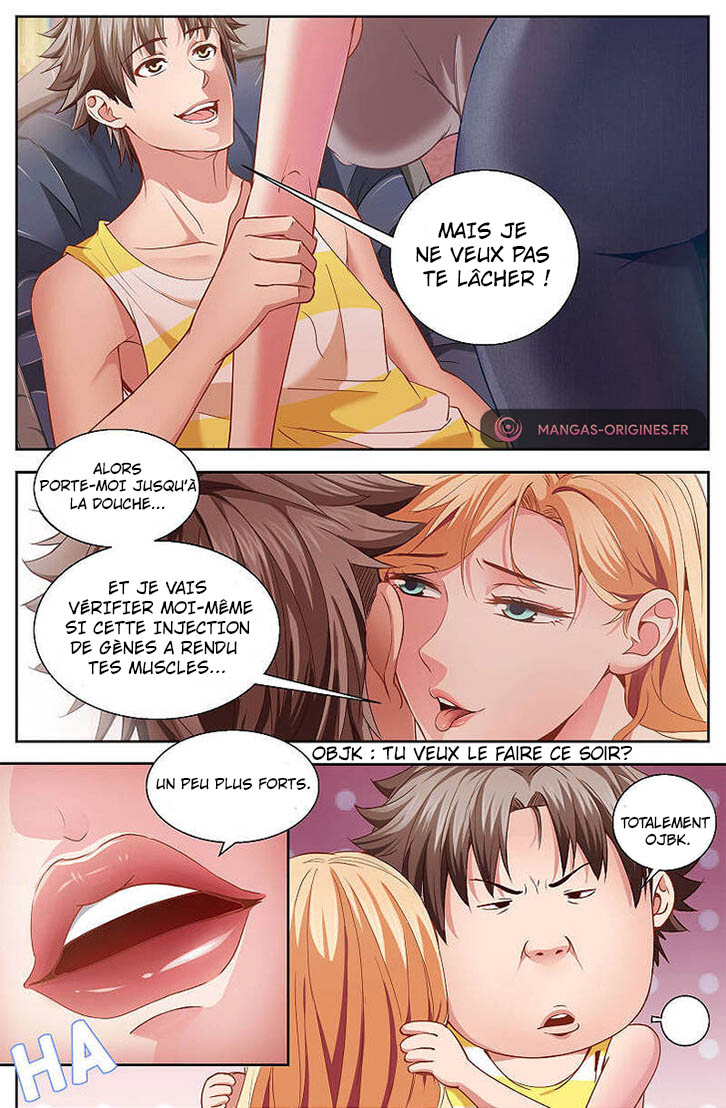 MAIS JE
NE VEUX PAS
TE LÂCHER !
MANGAS-ORIGINES.FR
ALORS
PORTE-MOI JUSQU'À
LA DOUCHE...
ET JE VAIS
VÉRIFIER MOI-MÊME
SI CETTE INJECTION
DE GÈNES A RENDU
TES MUSCLES...
OBJK : TU VEUX LE FAIRE CE SOIR?
UN PEU PLUS FORTS.
TOTALEMENT
OJBK.
HA